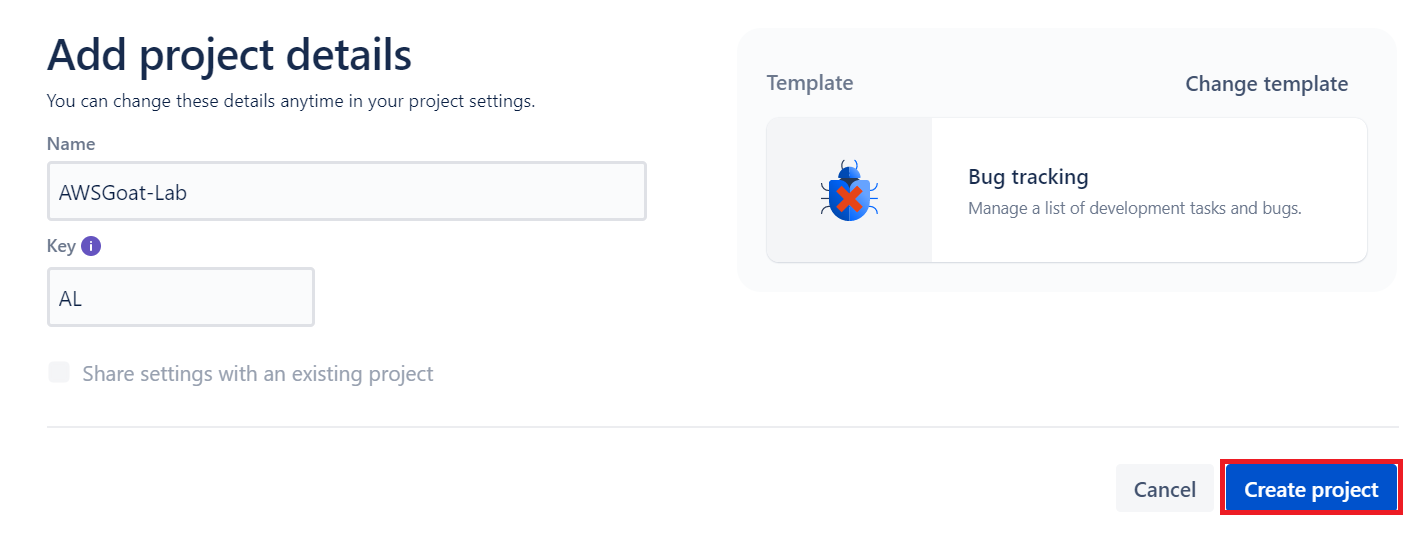 Add project details
You can change these details anytime in your project settings.
Name
AWSGoat-Lab
Key i
AL
Share settings with an existing project
Template
Change template
Bug tracking
Manage a list of development tasks and bugs.
Cancel
Create project